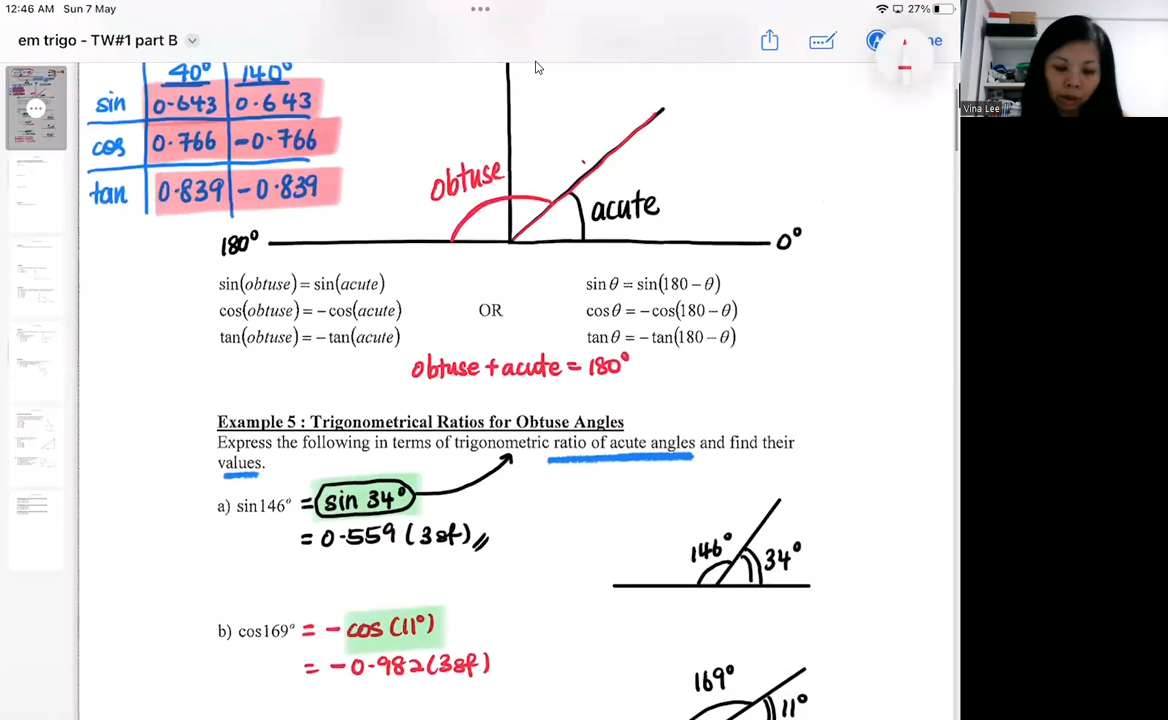 12:46 AM Sun 7 May
27%
em trigo - TW#1 part B
Vina Lee
40° 140°
sin 0.643 0.643
cos 0.766 -0.766
tan 0.839 -0.839
obtuse
acute
180°
0°
sin(obtuse) = sin(acute)
cos(obtuse) = - cos(acute)
tan(obtuse) = - tan(acute)
OR
sin θ = sin(180 - θ)
cos θ = - cos(180 - θ)
tan θ = - tan(180 - θ)
obtuse + acute = 180°
Example 5 : Trigonometrical Ratios for Obtuse Angles
Express the following in terms of trigonometric ratio of acute angles and find their
values.
a) sin146° = sin 34°
= 0.559 (3sf)
146° 34°
b) cos169° = - cos (11°)
= -0.982 (3sf)
169°
11°